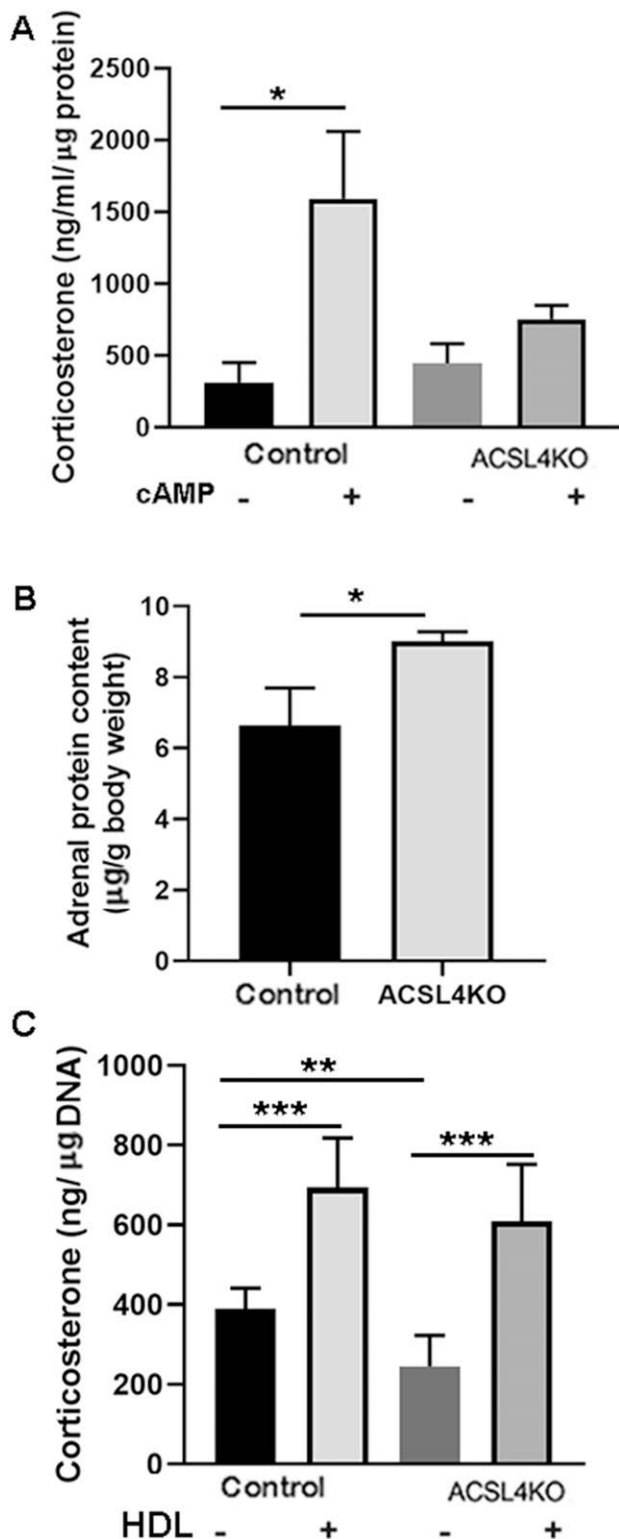 A
Corticosterone (ng/ml/µg protein)
2500
2000
1500
1000
500
0
*
Control ACSL4KO
cAMP - + - +
B
Adrenal protein content
(µg/g body weight)
10
8
6
4
2
0
*
Control ACSL4KO
C
Corticosterone (ng/ µg DNA)
1000
800
600
400
200
0
**
*** ***
Control ACSL4KO
HDL - + - +